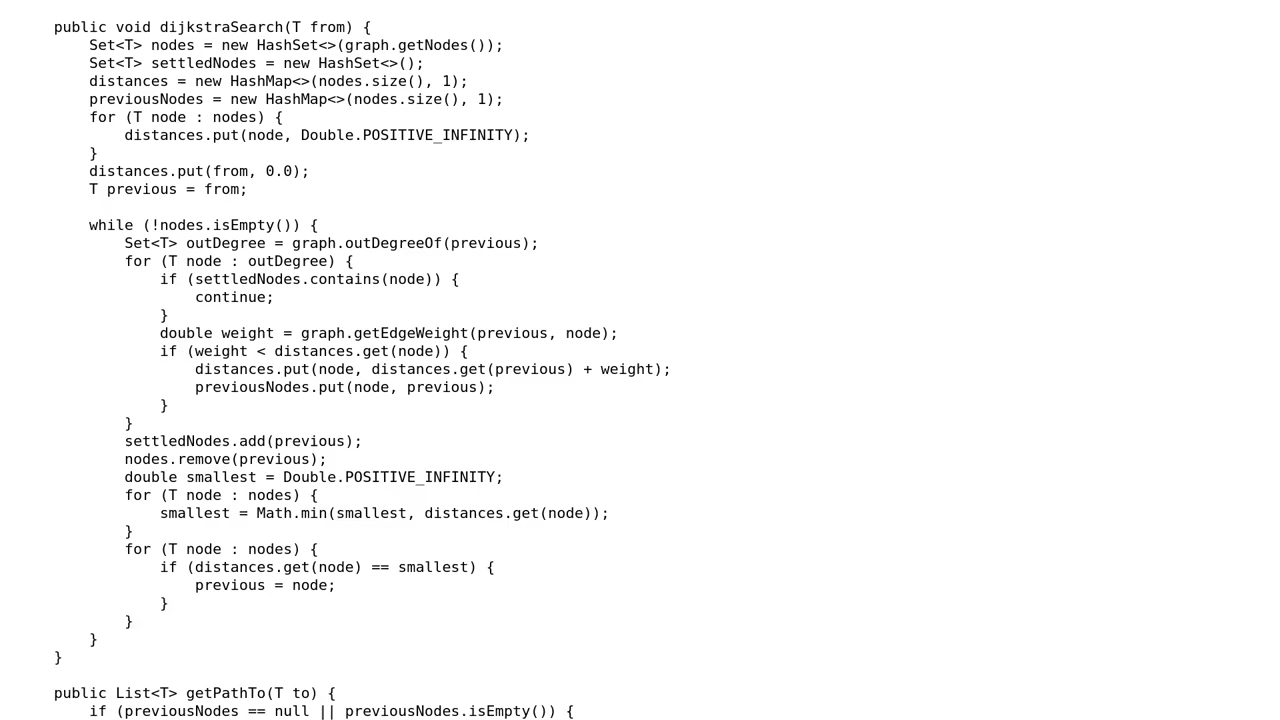 public void dijkstraSearch(T from) {
    Set<T> nodes = new HashSet<>(graph.getNodes());
    Set<T> settledNodes = new HashSet<>();
    distances = new HashMap<>(nodes.size(), 1);
    previousNodes = new HashMap<>(nodes.size(), 1);
    for (T node : nodes) {
        distances.put(node, Double.POSITIVE_INFINITY);
    }
    distances.put(from, 0.0);
    T previous = from;

    while (!nodes.isEmpty()) {
        Set<T> outDegree = graph.outDegreeOf(previous);
        for (T node : outDegree) {
            if (settledNodes.contains(node)) {
                continue;
            }
            double weight = graph.getEdgeWeight(previous, node);
            if (weight < distances.get(node)) {
                distances.put(node, distances.get(previous) + weight);
                previousNodes.put(node, previous);
            }
        }
        settledNodes.add(previous);
        nodes.remove(previous);
        double smallest = Double.POSITIVE_INFINITY;
        for (T node : nodes) {
            smallest = Math.min(smallest, distances.get(node));
        }
        for (T node : nodes) {
            if (distances.get(node) == smallest) {
                previous = node;
            }
        }
    }
}

public List<T> getPathTo(T to) {
    if (previousNodes == null || previousNodes.isEmpty()) {